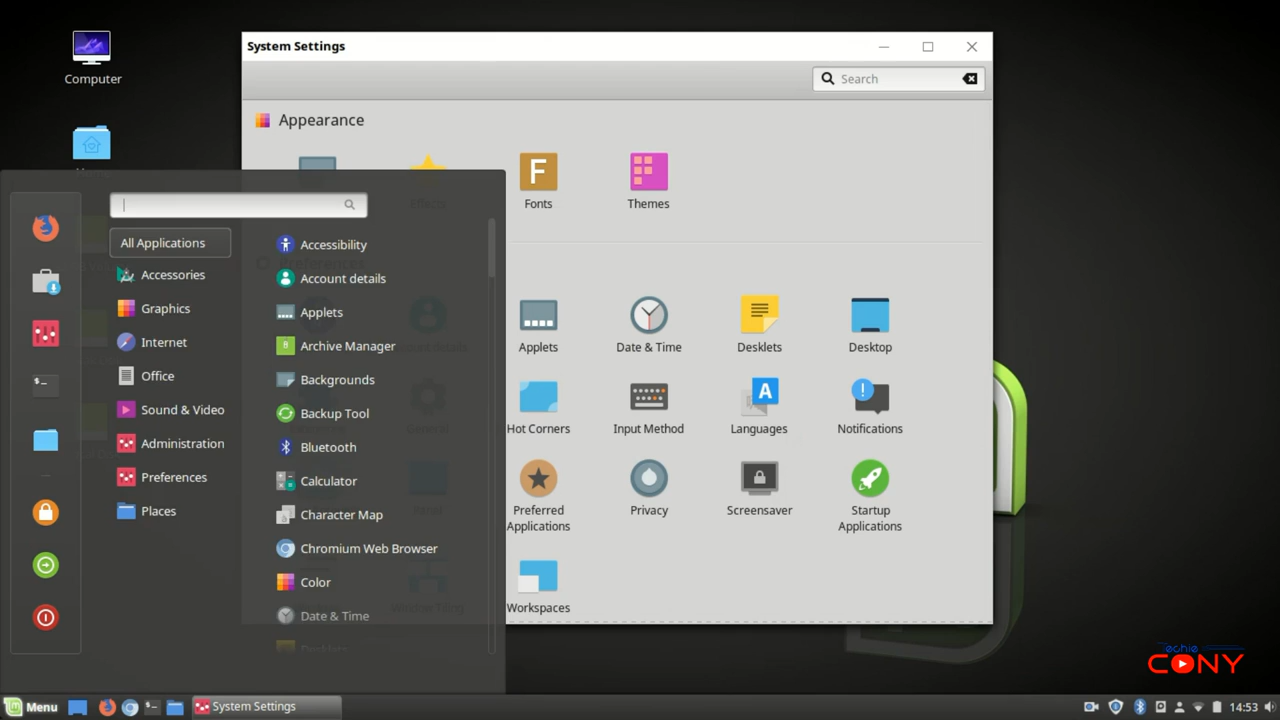 Computer
System Settings
Search
Appearance
Effects
Fonts
Themes
All Applications
Accessories
Graphics
Internet
Office
Sound & Video
Administration
Preferences
Places
Accessibility
Account details
Applets
Archive Manager
Backgrounds
Backup Tool
Bluetooth
Calculator
Character Map
Chromium Web Browser
Color
Date & Time
Desklets
Applets
Date & Time
Desklets
Desktop
Hot Corners
Input Method
Languages
Notifications
Preferred
Applications
Privacy
Screensaver
Startup
Applications
Workspaces
Techie
CONY
Menu
System Settings
14:53